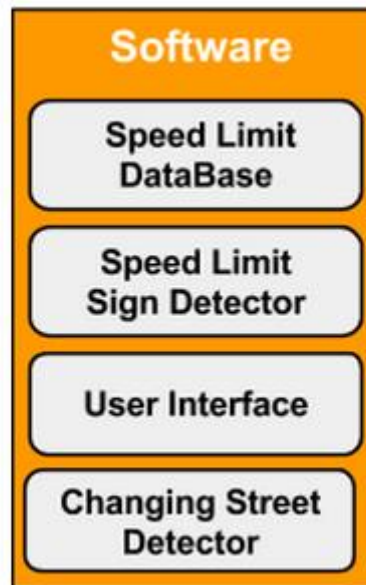 Software
Speed Limit
DataBase
Speed Limit
Sign Detector
User Interface
Changing Street
Detector